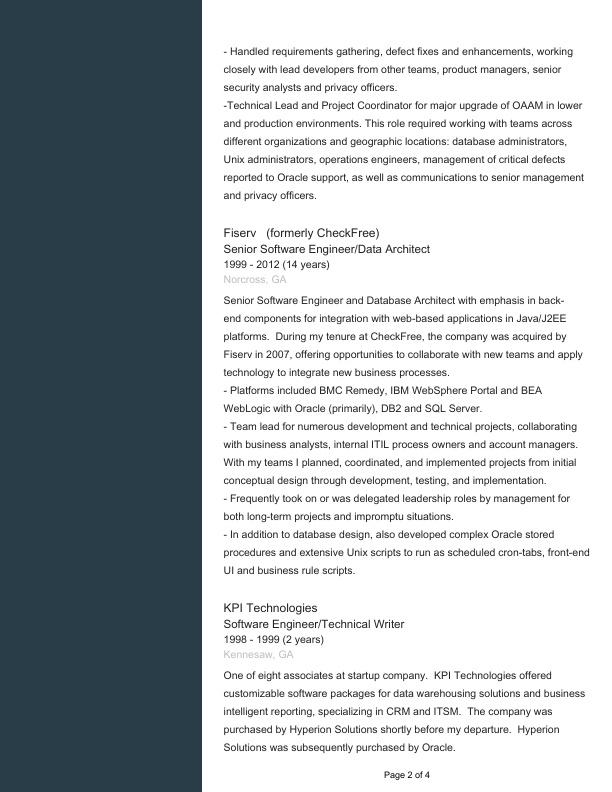 - Handled requirements gathering, defect fixes and enhancements, working
closely with lead developers from other teams, product managers, senior
security analysts and privacy officers.
-Technical Lead and Project Coordinator for major upgrade of OAAM in lower
and production environments. This role required working with teams across
different organizations and geographic locations: database administrators,
Unix administrators, operations engineers, management of critical defects
reported to Oracle support, as well as communications to senior management
and privacy officers.
Fiserv (formerly CheckFree)
Senior Software Engineer/Data Architect
1999 - 2012 (14 years)
Norcross, GA
Senior Software Engineer and Database Architect with emphasis in back-
end components for integration with web-based applications in Java/J2EE
platforms. During my tenure at CheckFree, the company was acquired by
Fiserv in 2007, offering opportunities to collaborate with new teams and apply
technology to integrate new business processes.
- Platforms included BMC Remedy, IBM WebSphere Portal and BEA
WebLogic with Oracle (primarily), DB2 and SQL Server.
- Team lead for numerous development and technical projects, collaborating
with business analysts, internal ITIL process owners and account managers.
With my teams I planned, coordinated, and implemented projects from initial
conceptual design through development, testing, and implementation.
- Frequently took on or was delegated leadership roles by management for
both long-term projects and impromptu situations.
- In addition to database design, also developed complex Oracle stored
procedures and extensive Unix scripts to run as scheduled cron-tabs, front-end
UI and business rule scripts.
KPI Technologies
Software Engineer/Technical Writer
1998 - 1999 (2 years)
Kennesaw, GA
One of eight associates at startup company. KPI Technologies offered
customizable software packages for data warehousing solutions and business
intelligent reporting, specializing in CRM and ITSM. The company was
purchased by Hyperion Solutions shortly before my departure. Hyperion
Solutions was subsequently purchased by Oracle.
Page 2 of 4